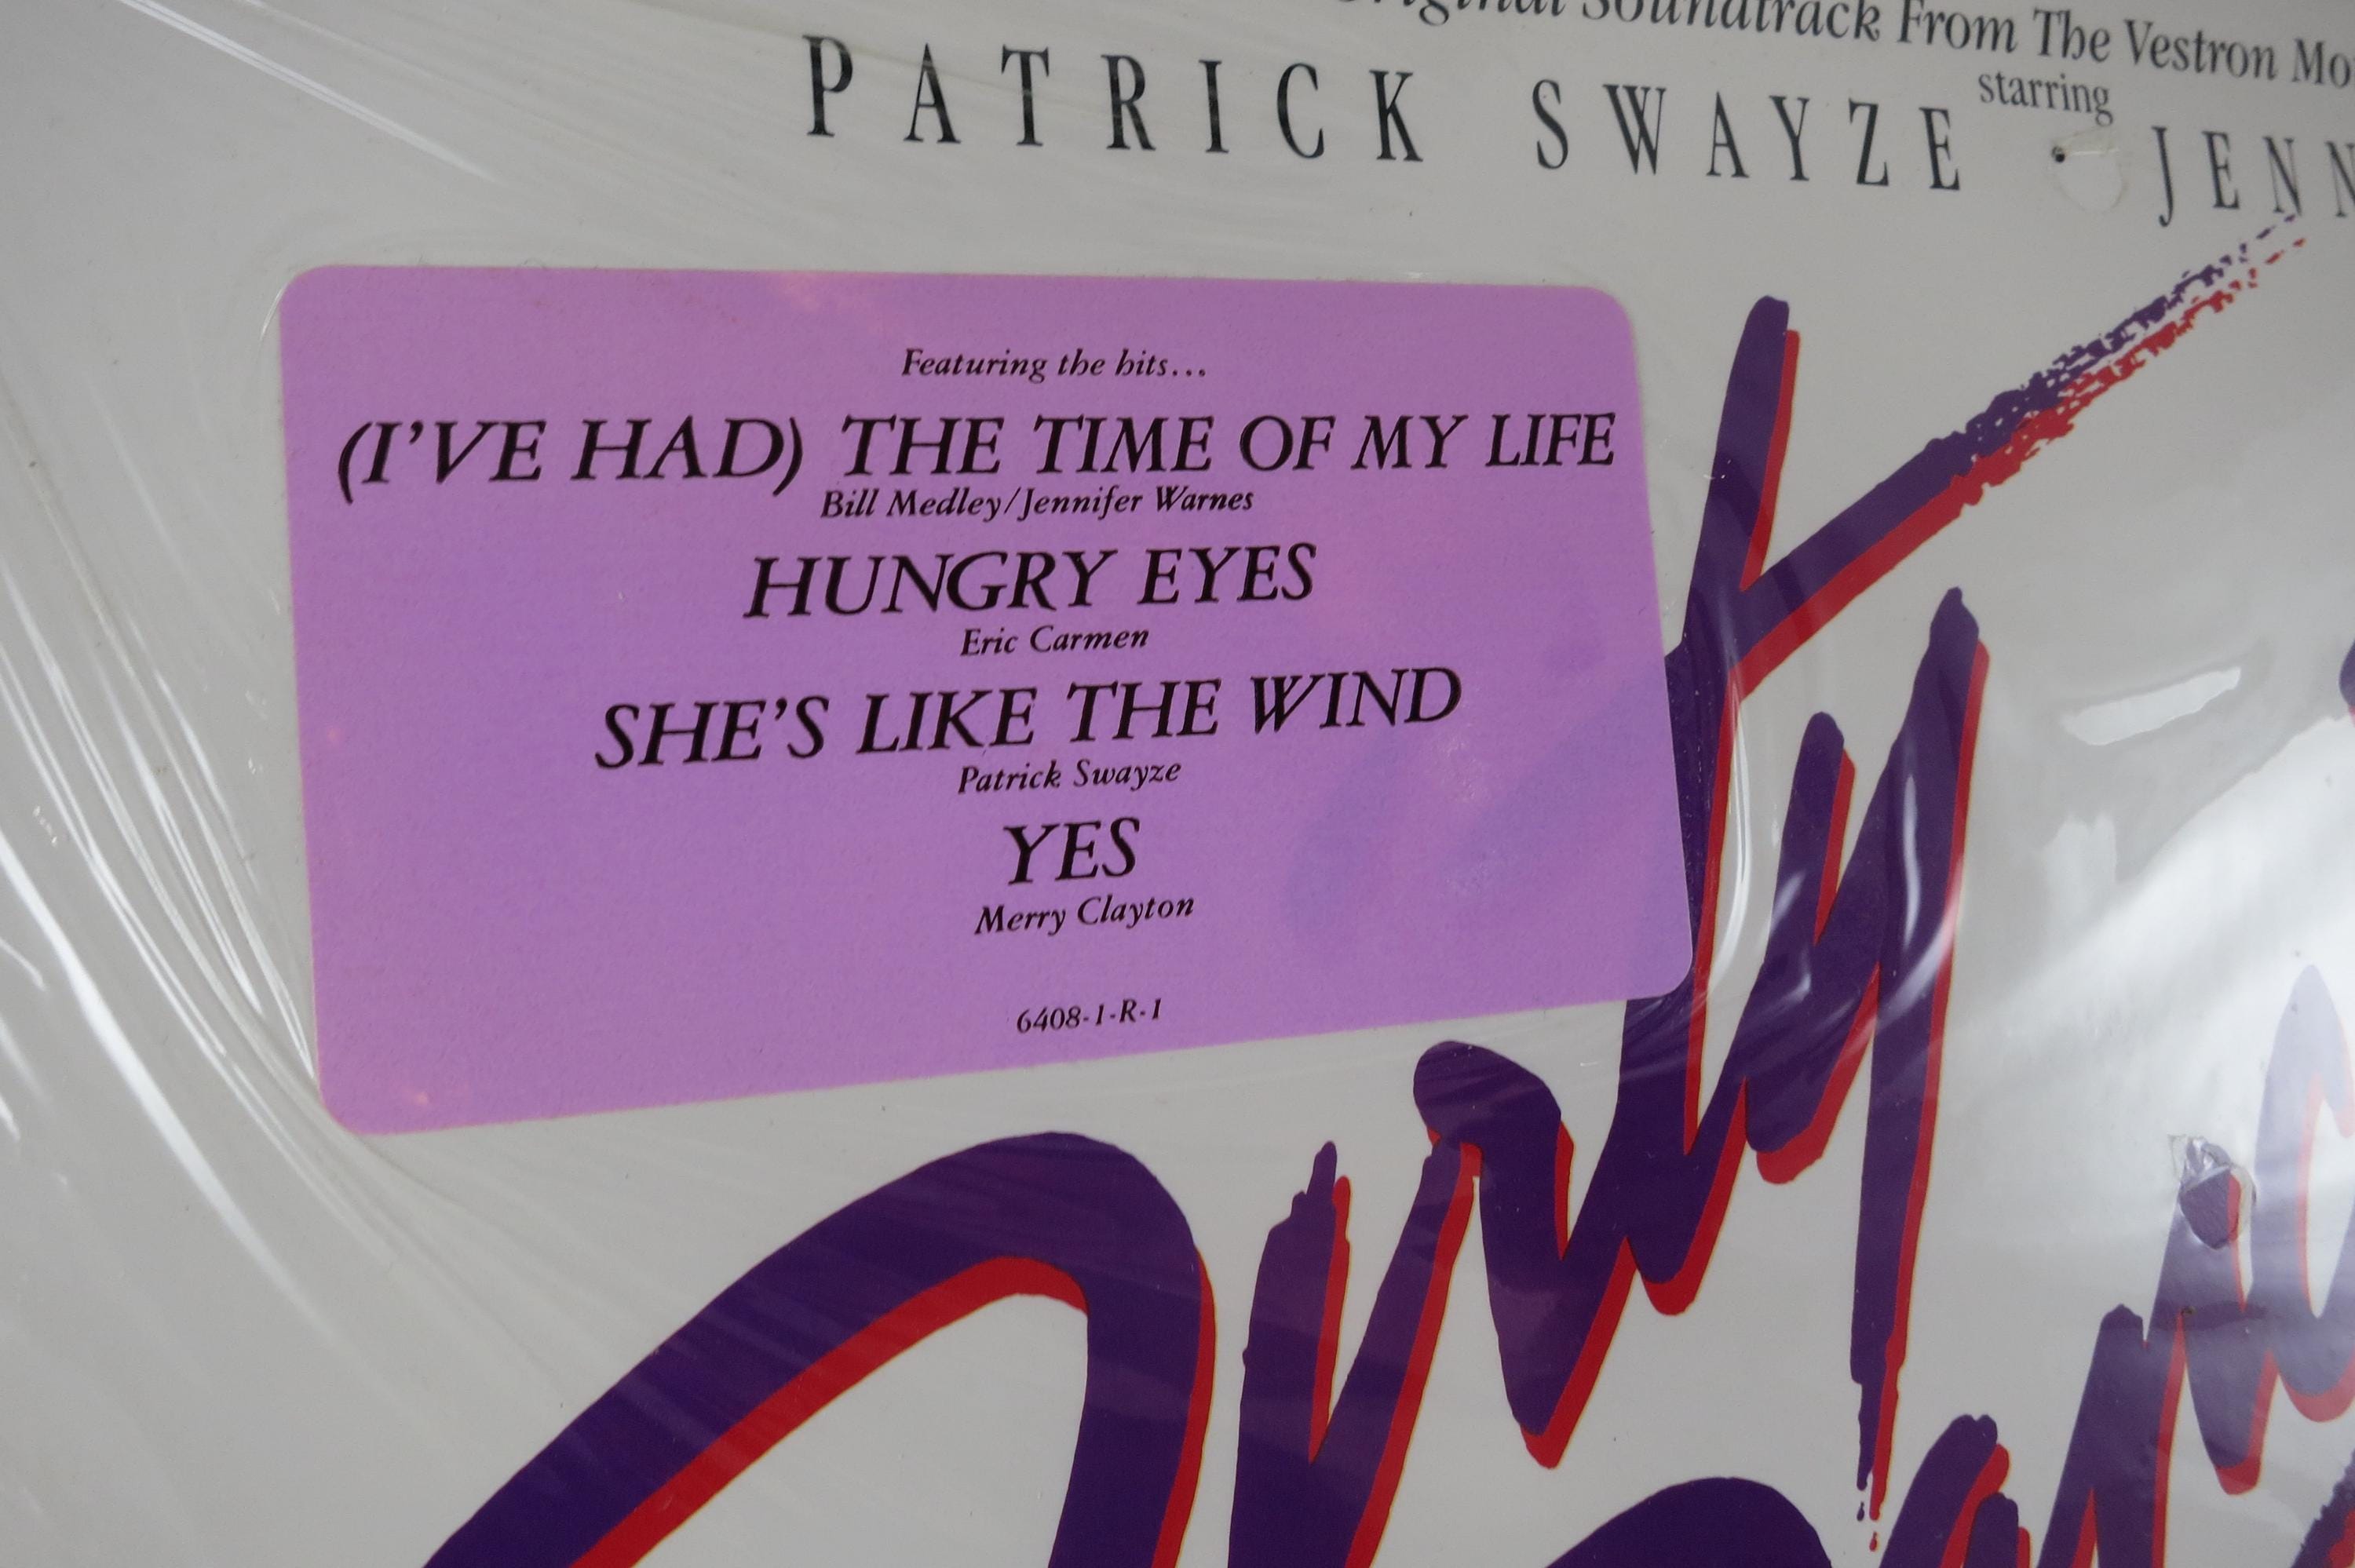 Original Soundtrack From The Vestron
starring
PATRICK SWAYZE •
Featuring the hits...
(I'VE HAD) THE TIME OF MY LIFE
Bill Medley/Jennifer Warnes
HUNGRY EYES
Eric Carmen
SHE'S LIKE THE WIND
Patrick Swayze
YES
Merry Clayton
6408-1-R-1
Dirty